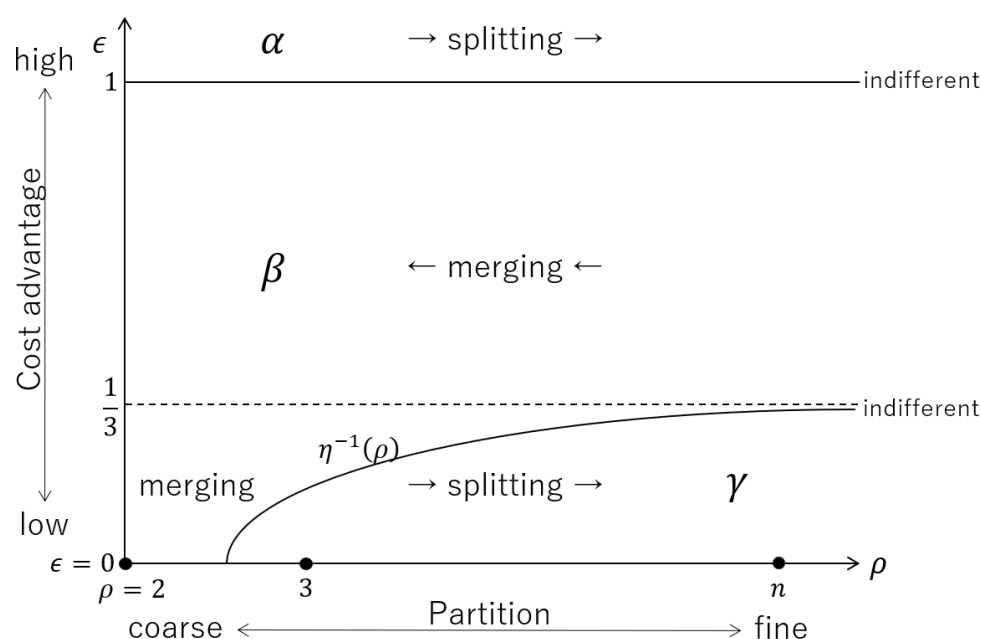 ϵ
α
→ splitting →
high
1
indifferent
Cost advantage
β
← merging ←
1
3
indifferent
η⁻¹(ρ)
merging
→ splitting →
γ
low
ϵ = 0
ρ
ρ = 2
3
n
Partition
coarse
fine